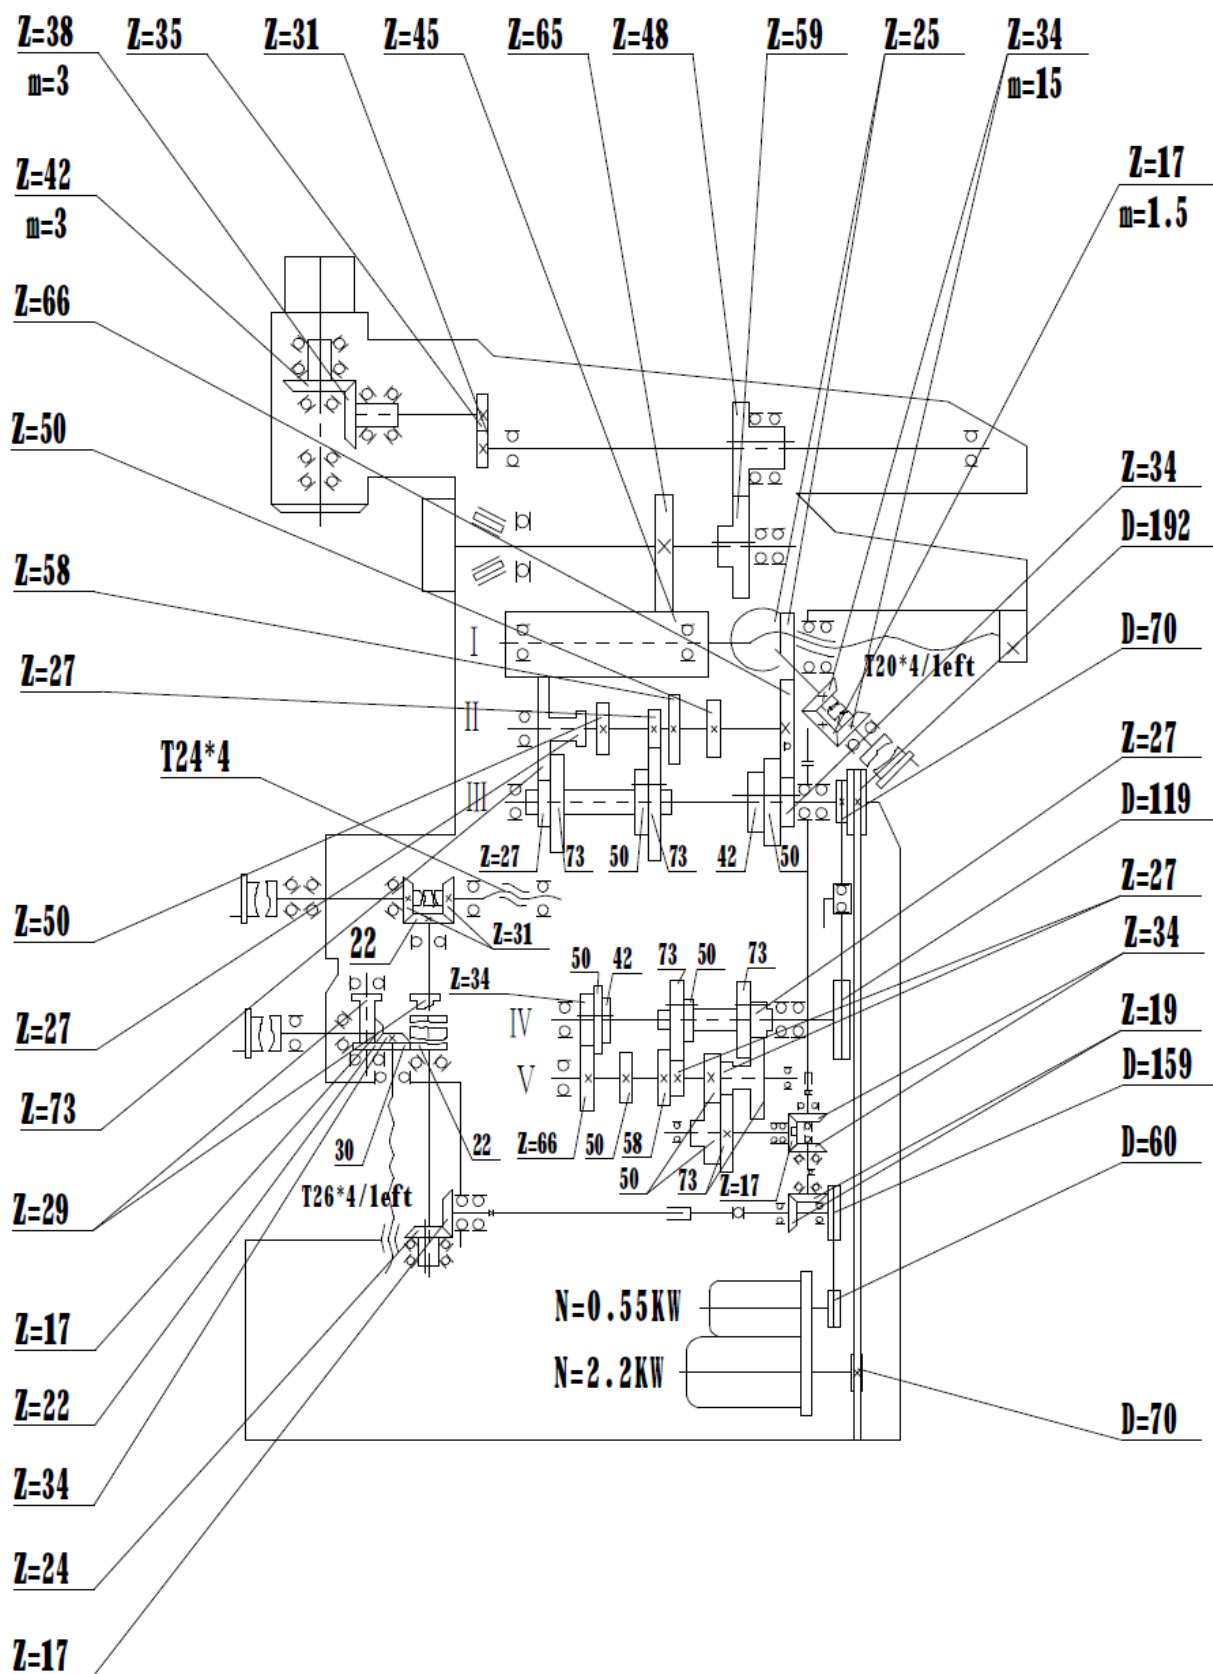 Z=38 Z=35 Z=31 Z=45 Z=65 Z=48 Z=59 Z=25 Z=34
m=3 m=15
Z=17
Z=42 m=1.5
m=3
Z=66
Z=50
Z=34
D=192
Z=58
I
D=70
T20*4/left
Z=27
II
T24*4
Z=27
III
D=119
Z=27 73 50 73 42 50
Z=27
Z=50
22 Z=31
Z=34
50 42 73 50 73
Z=34
Z=27
IV
Z=19
V
D=159
Z=73
30 22 Z=66 50 58
50 73 Z=17
D=60
T26*4/left
Z=29
N=0.55KW
Z=17
N=2.2KW
Z=22
D=70
Z=34
Z=24
Z=17